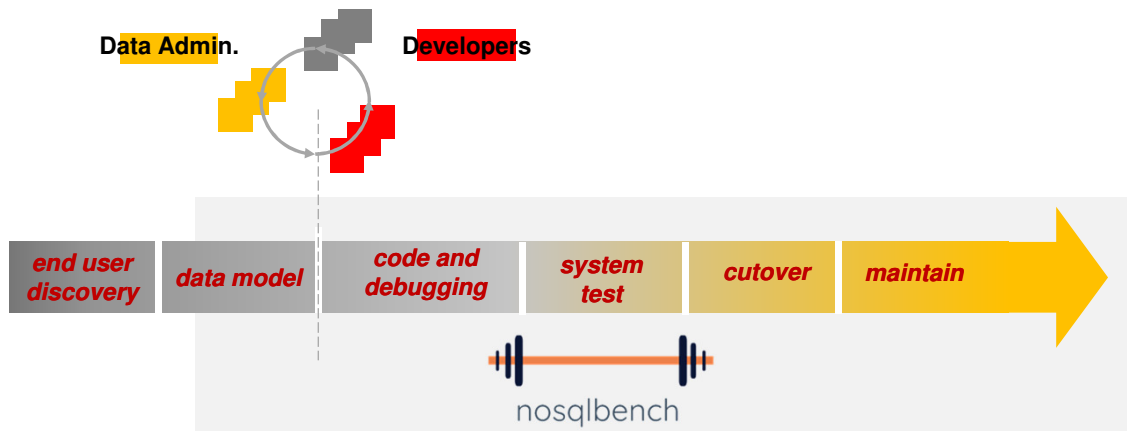 Data Admin.
Developers
end user
discovery
data model
code and
debugging
system
test
cutover
maintain
nosqlbench